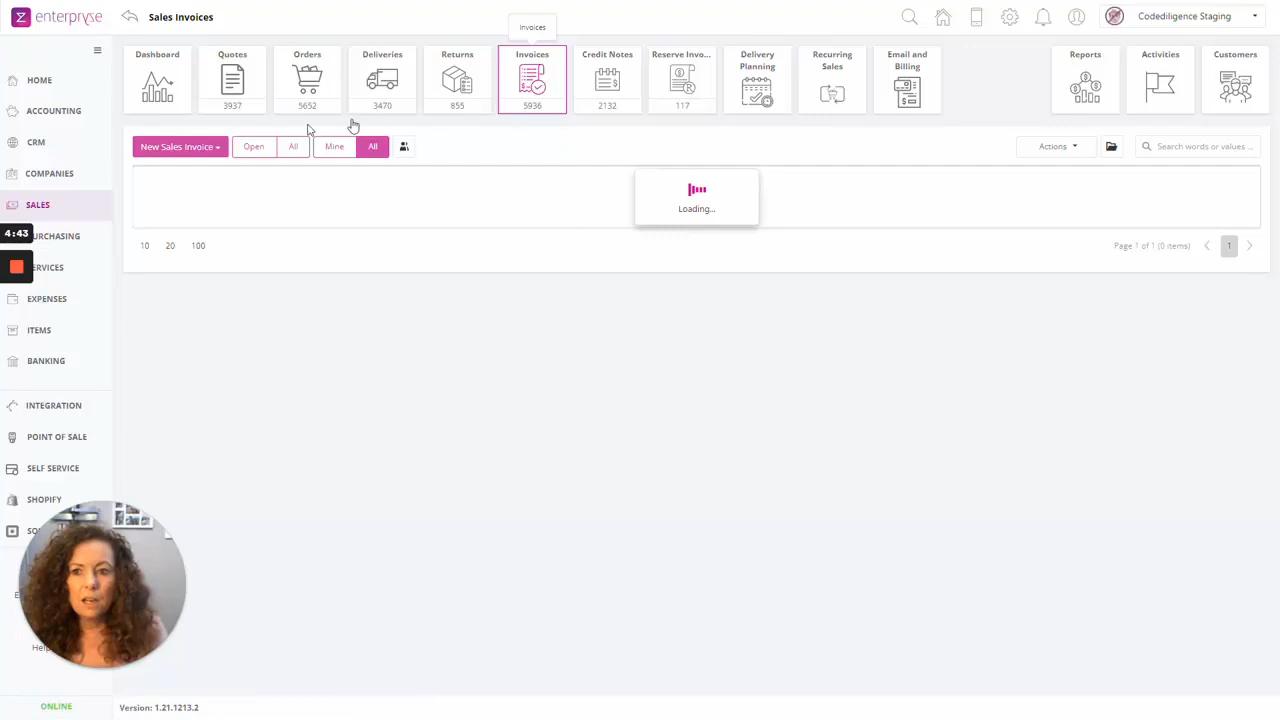 enterpryse
Sales Invoices
Invoices
Codediligence Staging
HOME
ACCOUNTING
CRM
COMPANIES
SALES
4:43
URCHASING
ERVICES
EXPENSES
ITEMS
BANKING
INTEGRATION
POINT OF SALE
SELF SERVICE
SHOPIFY
SO
E
Help
ONLINE
Dashboard
Quotes
3937
Orders
5652
Deliveries
3470
Returns
855
Invoices
5936
Credit Notes
2132
Reserve Invo...
117
Delivery
Planning
Recurring
Sales
Email and
Billing
Reports
Activities
Customers
New Sales Invoice
Open
All
Mine
All
Actions
Search words or values ...
Loading...
10 20 100
Page 1 of 1 (0 items)
1
Version: 1.21.1213.2